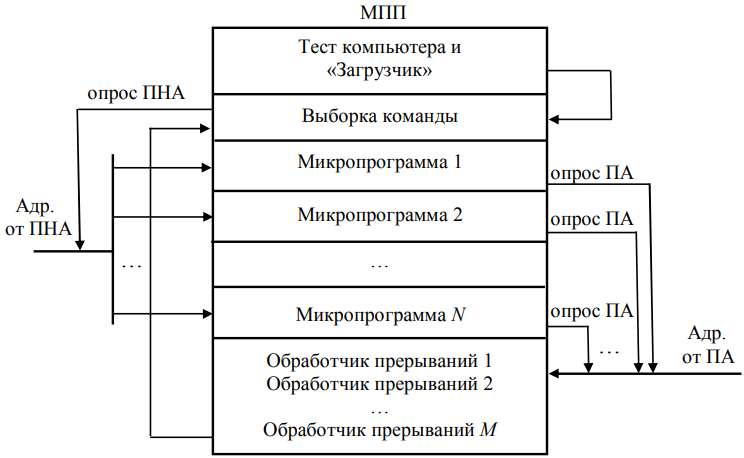 МПП
Тест компьютера и
«Загрузчик»
опрос ПНА
Выборка команды
Микропрограмма 1
опрос ПА
Адр.
от ПНА
Микропрограмма 2
опрос ПА
…
…
Микропрограмма N
опрос ПА
…
Адр.
от ПА
Обработчик прерываний 1
Обработчик прерываний 2
…
Обработчик прерываний M